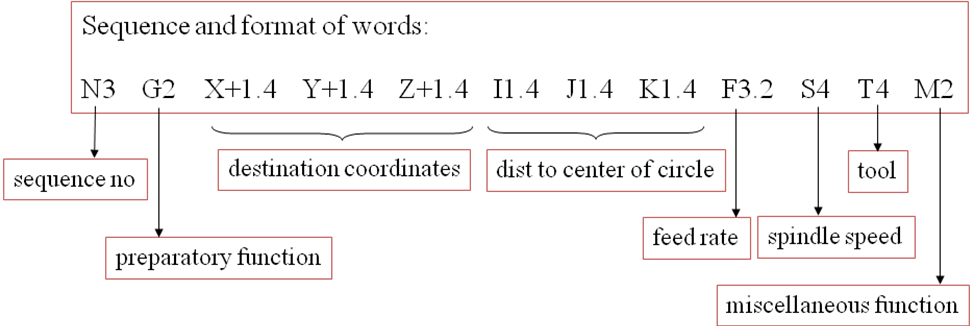 Sequence and format of words:
N3 G2 X+1.4 Y+1.4 Z+1.4 I1.4 J1.4 K1.4 F3.2 S4 T4 M2
sequence no
destination coordinates
dist to center of circle
tool
preparatory function
feed rate
spindle speed
miscellaneous function